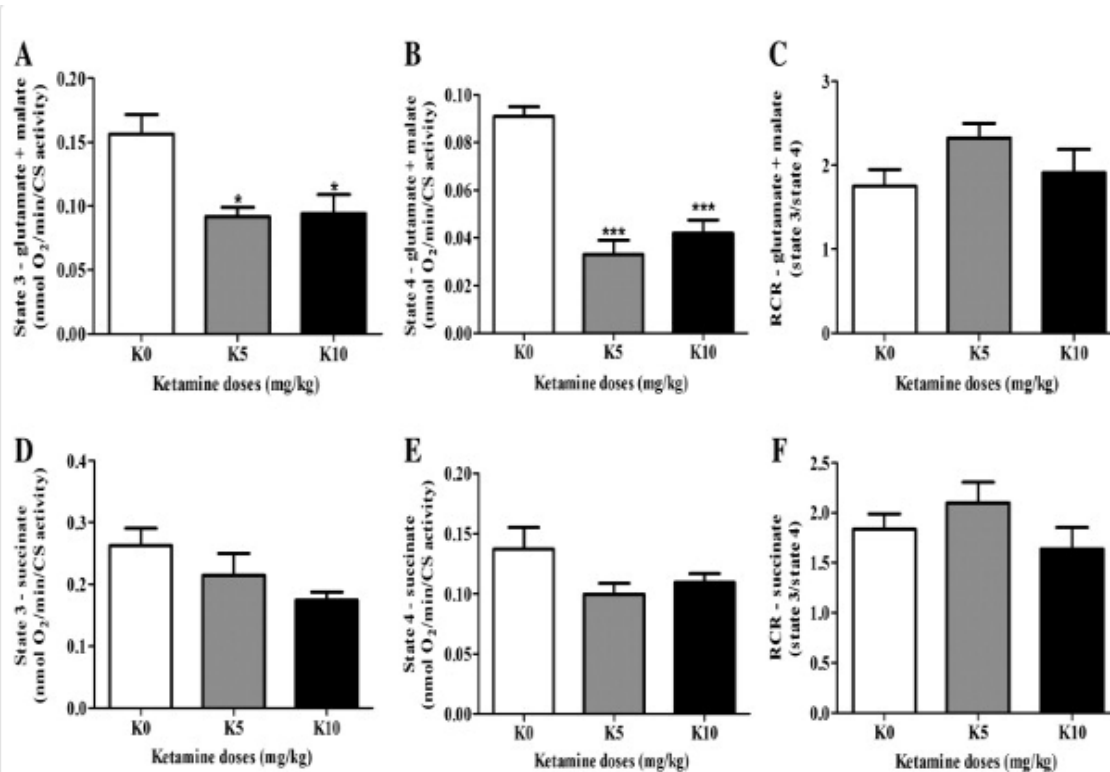 A
State 3 - glutamate + malate
(nmol O₂/min/CS activity)
0.20
0.15
0.10
0.05
0.00
*
*
K0 K5 K10
Ketamine doses (mg/kg)
B
State 4 - glutamate + malate
(nmol O₂/min/CS activity)
0.10
0.08
0.06
0.04
0.02
0.00
***
***
K0 K5 K10
Ketamine doses (mg/kg)
C
RCR - glutamate + malate
(state 3/state 4)
3
2
1
0
K0 K5 K10
Ketamine doses (mg/kg)
D
State 3 - succinate
(nmol O₂/min/CS activity)
0.4
0.3
0.2
0.1
0.0
K0 K5 K10
Ketamine doses (mg/kg)
E
State 4 - succinate
(nmol O₂/min/CS activity)
0.20
0.15
0.10
0.05
0.00
K0 K5 K10
Ketamine doses (mg/kg)
F
RCR - succinate
(state 3/state 4)
2.5
2.0
1.5
1.0
0.5
0.0
K0 K5 K10
Ketamine doses (mg/kg)